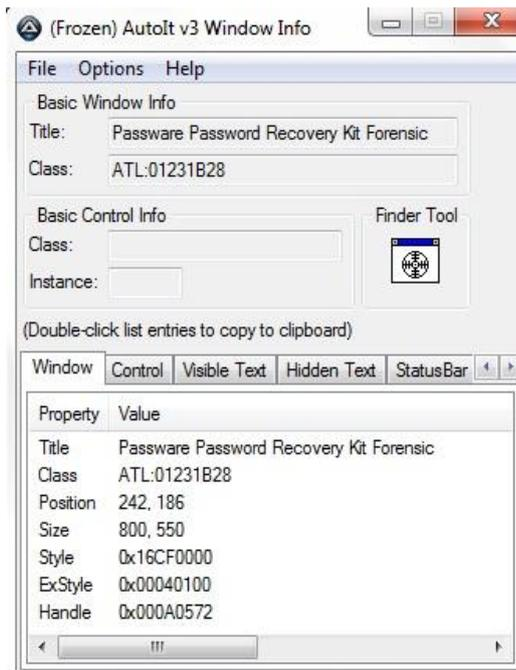 (Frozen) AutoIt v3 Window Info
File Options Help
Basic Window Info
Title: Passware Password Recovery Kit Forensic
Class: ATL:01231B28
Basic Control Info
Finder Tool
Class:
Instance:
(Double-click list entries to copy to clipboard)
Window Control Visible Text Hidden Text StatusBar
Property Value
Title Passware Password Recovery Kit Forensic
Class ATL:01231B28
Position 242, 186
Size 800, 550
Style 0x16CF0000
ExStyle 0x00040100
Handle 0x000A0572